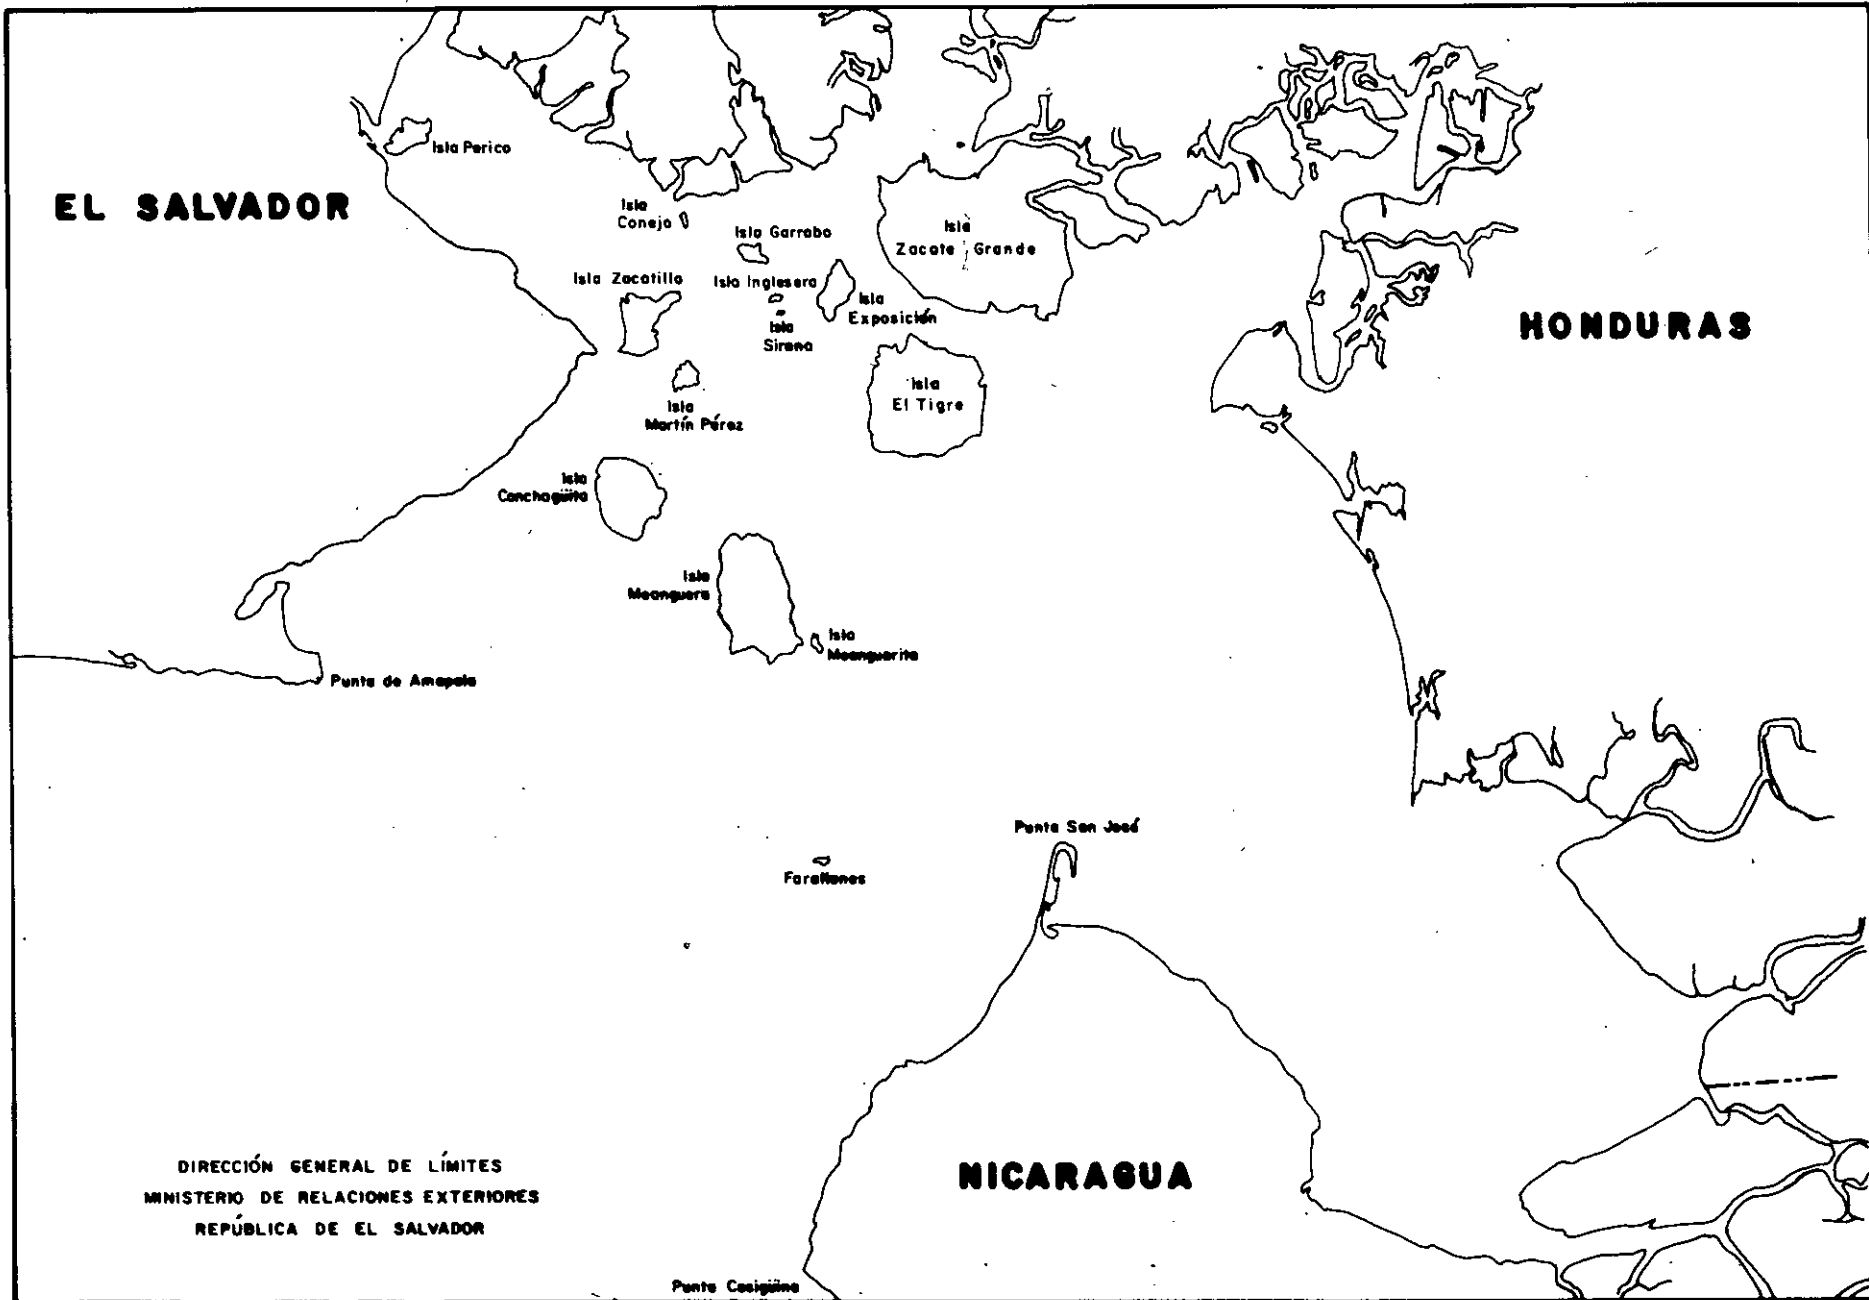 Isla Perico
EL SALVADOR
Isla
Conejo
Isla Garrobo
Isla
Zacate Grande
Isla Zacatillo
Isla Inglesera
Isla
Exposición
Isla
Sirena
HONDURAS
Isla
El Tigre
Isla
Martín Pérez
Isla
Conchagüita
Isla
Meanguera
Isla
Meanguerita
Punta de Amapala
Punta San José
Farallones
NICARAGUA
DIRECCIÓN GENERAL DE LÍMITES
MINISTERIO DE RELACIONES EXTERIORES
REPÚBLICA DE EL SALVADOR
Punta Cosigüina